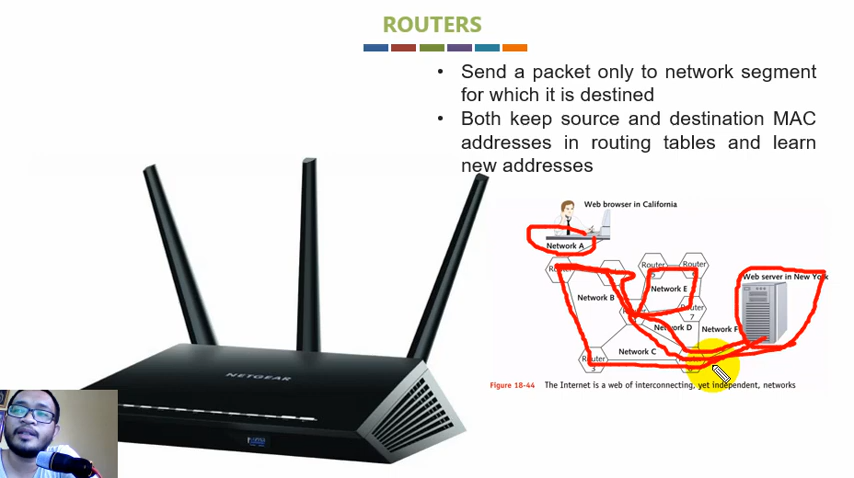 ROUTERS
• Send a packet only to network segment
for which it is destined
• Both keep source and destination MAC
addresses in routing tables and learn
new addresses
Web browser in California
Network A
Router
Router
Network E
Web server in New York
Network B
Router
7
Network D
Network F
Network C
Router
3
Figure 18-44 The Internet is a web of interconnecting, yet independent, networks
NETGEAR